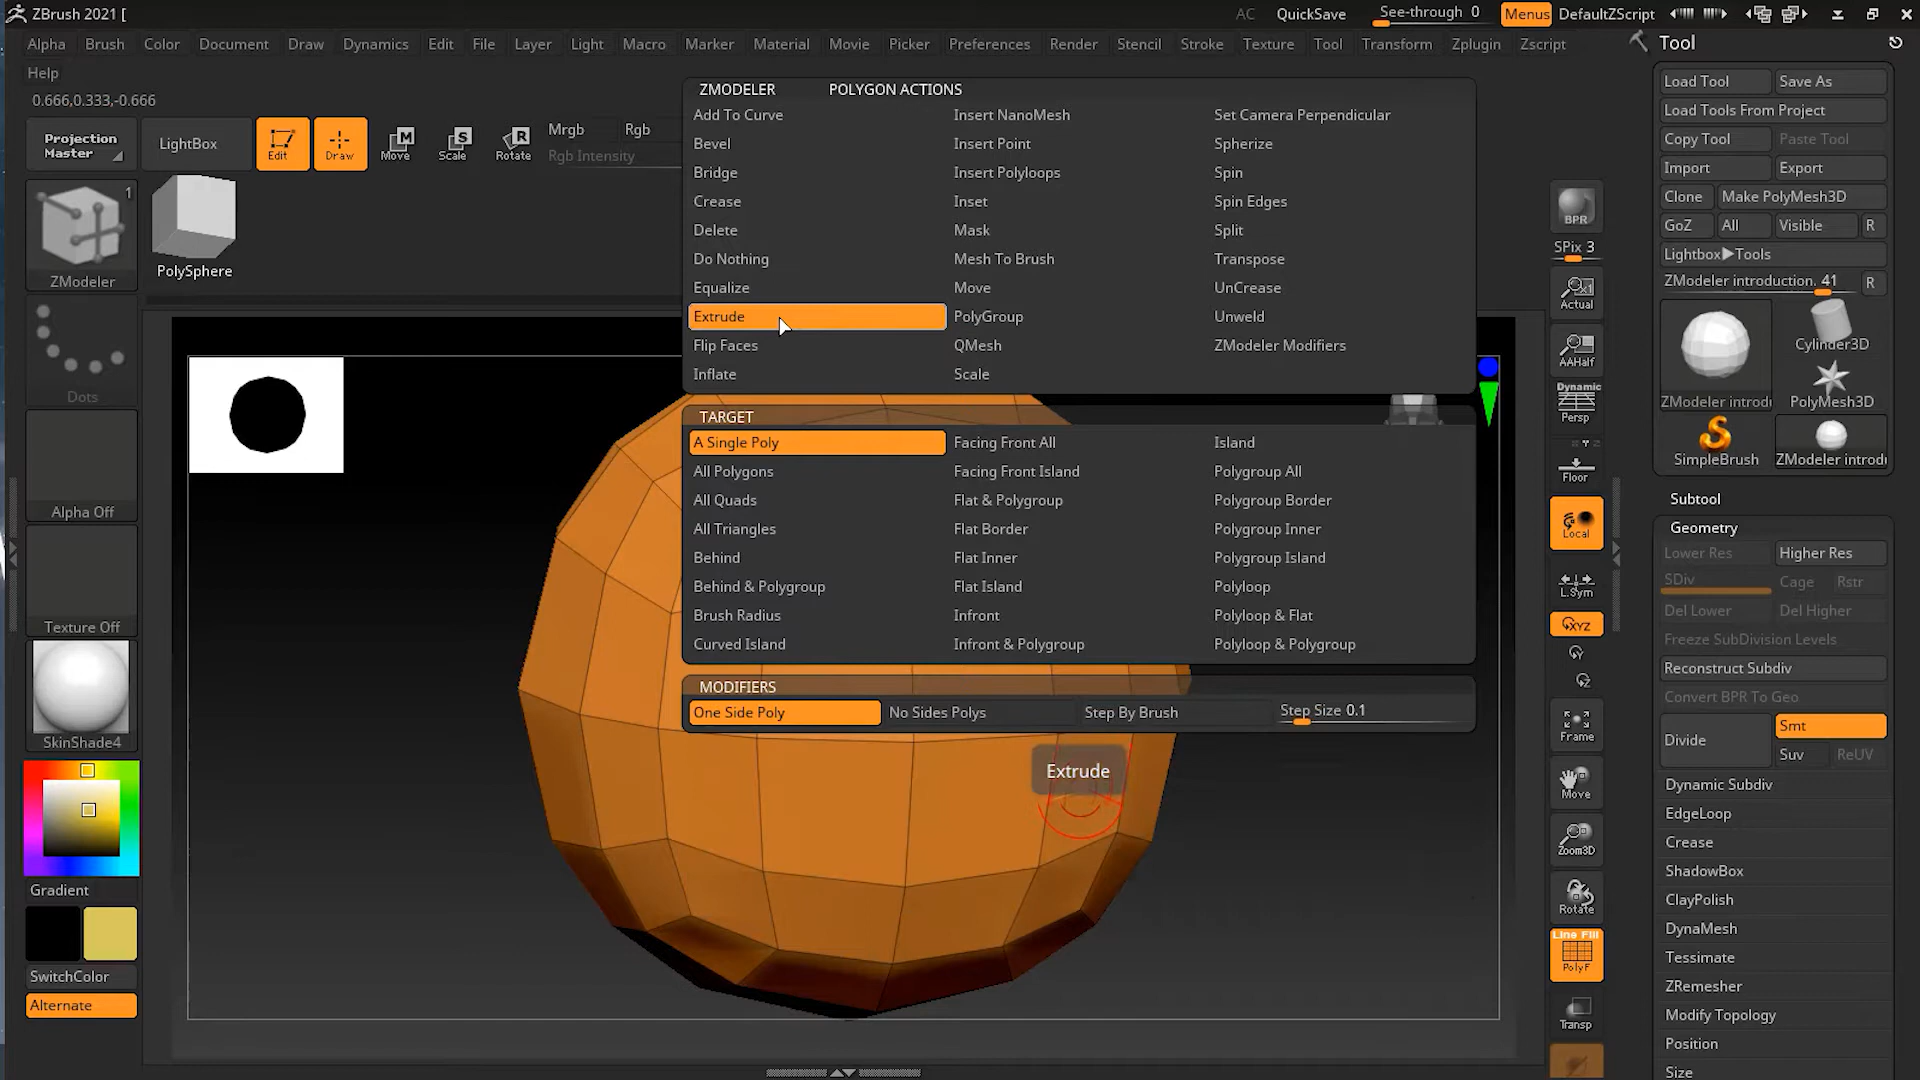 ZBrush 2021 [
AC QuickSave See-through 0 Menus DefaultZScript
Alpha Brush Color Document Draw Dynamics Edit File Layer Light Macro Marker Material Movie Picker Preferences Render Stencil Stroke Texture Tool Transform Zplugin Zscript
Help
0.666,0.333,-0.666
Projection Master
LightBox
Edit
Draw
M
Move
S
Scale
R
Rotate
Mrgb Rgb
Rgb Intensity
1
ZModeler
PolySphere
Dots
Alpha Off
Texture Off
SkinShade4
Gradient
SwitchColor
Alternate
ZMODELER POLYGON ACTIONS
Add To Curve Insert NanoMesh Set Camera Perpendicular
Bevel Insert Point Spherize
Bridge Insert Polyloops Spin
Crease Inset Spin Edges
Delete Mask Split
Do Nothing Mesh To Brush Transpose
Equalize Move UnCrease
Extrude PolyGroup Unweld
Flip Faces QMesh ZModeler Modifiers
Inflate Scale
TARGET
A Single Poly Facing Front All Island
All Polygons Facing Front Island Polygroup All
All Quads Flat & Polygroup Polygroup Border
All Triangles Flat Border Polygroup Inner
Behind Flat Inner Polygroup Island
Behind & Polygroup Flat Island Polyloop
Brush Radius Infront Polyloop & Flat
Curved Island Infront & Polygroup Polyloop & Polygroup
MODIFIERS
One Side Poly No Sides Polys Step By Brush Step Size 0.1
Extrude
BPR
SPix 3
Actual
AAHalf
Dynamic
Persp
Floor
Local
L.Sym
XYZ
Y
Z
Frame
Move
Zoom3D
Rotate
Line Fill
PolyF
Transp
Tool
Load Tool Save As
Load Tools From Project
Copy Tool Paste Tool
Import Export
Clone Make PolyMesh3D
GoZ All Visible R
Lightbox▶Tools
ZModeler introduction. 41 R
Cylinder3D
ZModeler introdu PolyMesh3D
SimpleBrush ZModeler introdu
Subtool
Geometry
Lower Res Higher Res
SDiv Cage Rstr
Del Lower Del Higher
Freeze SubDivision Levels
Reconstruct Subdiv
Convert BPR To Geo
Divide Smt
Suv ReUV
Dynamic Subdiv
EdgeLoop
Crease
ShadowBox
ClayPolish
DynaMesh
Tessimate
ZRemesher
Modify Topology
Position
Size